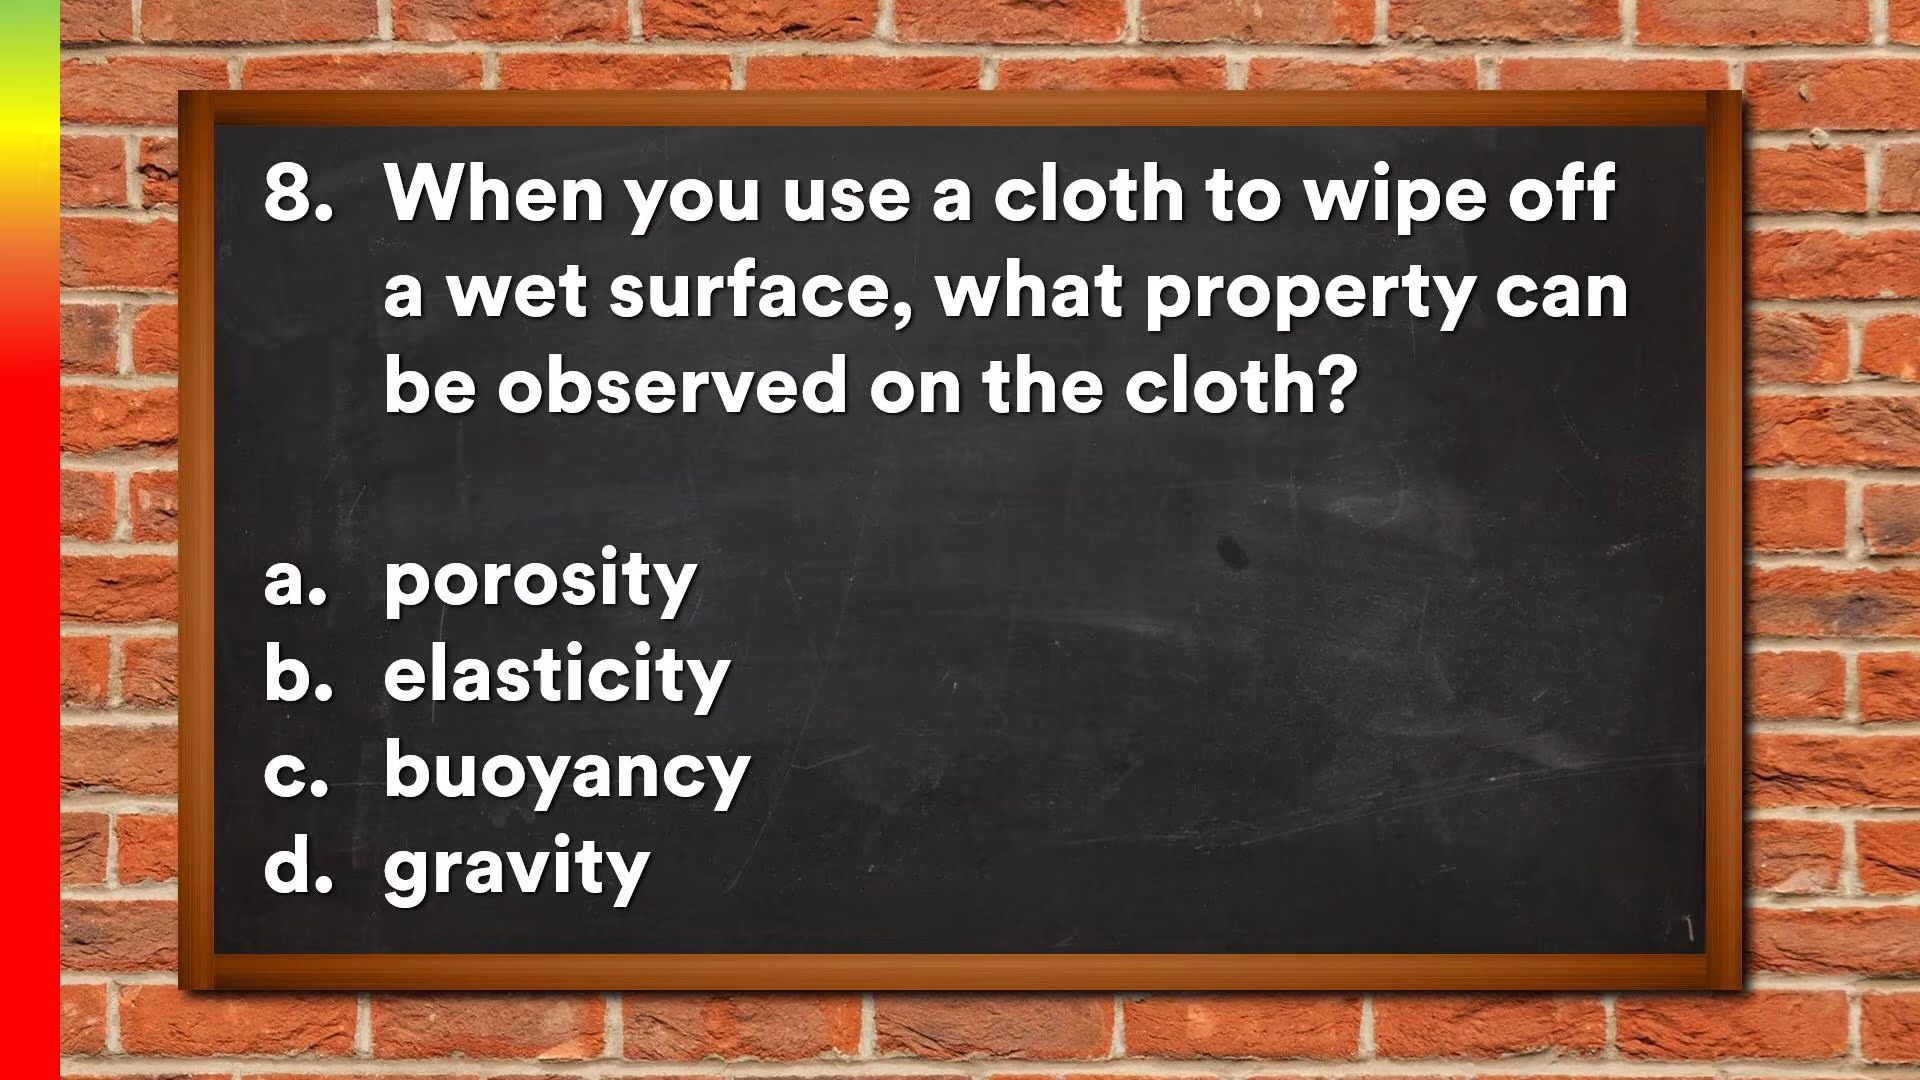 8. When you use a cloth to wipe off
a wet surface, what property can
be observed on the cloth?
a. porosity
b. elasticity
c. buoyancy
d. gravity